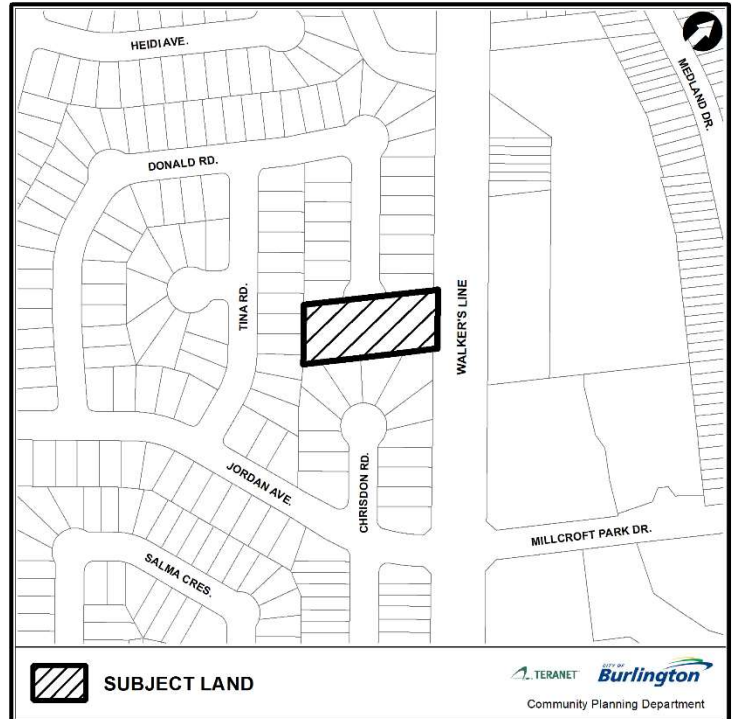 HEIDI AVE.
MEDLAND DR.
DONALD RD.
TINA RD.
WALKER'S LINE
JORDAN AVE.
CHRISDON RD.
MILLCROFT PARK DR.
SALMA CRES.
SUBJECT LAND
TERANET
CITY OF
Burlington
Community Planning Department